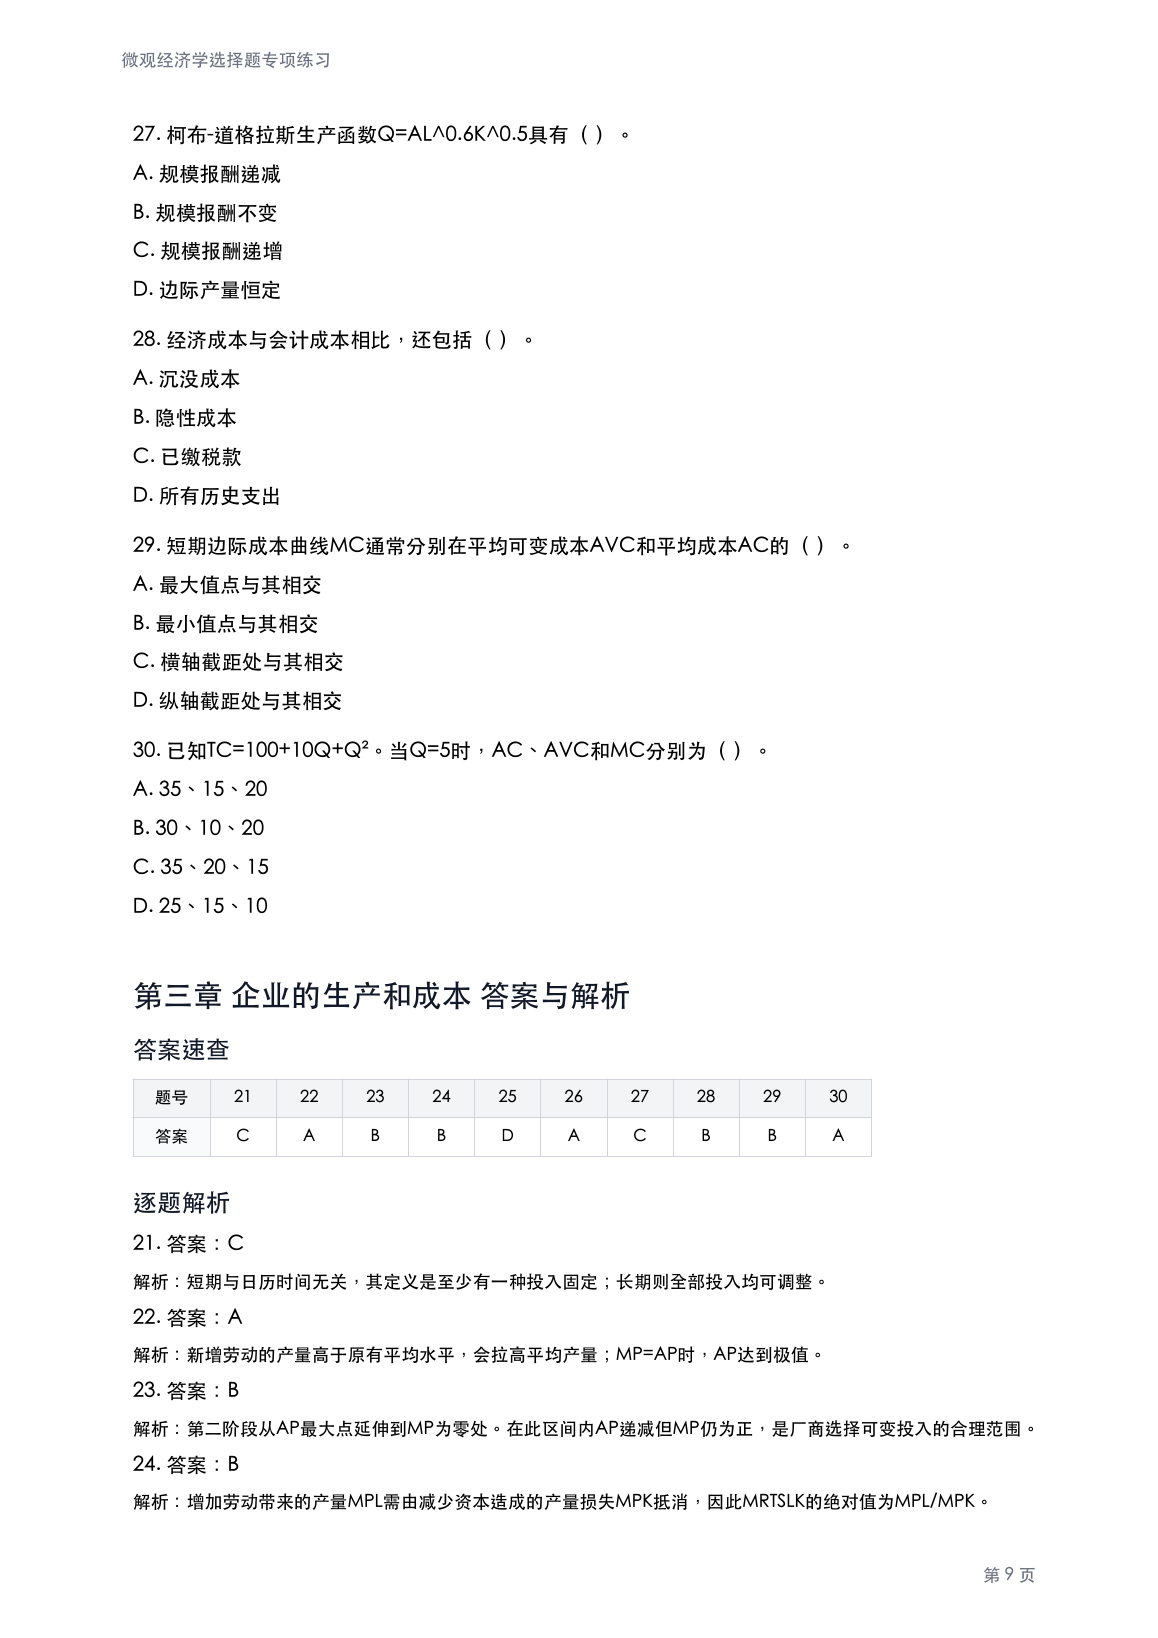 微观经济学选择题专项练习
27. 柯布-道格拉斯生产函数Q=AL^0.6K^0.5具有（ ）。
A. 规模报酬递减
B. 规模报酬不变
C. 规模报酬递增
D. 边际产量恒定
28. 经济成本与会计成本相比，还包括（ ）。
A. 沉没成本
B. 隐性成本
C. 已缴税款
D. 所有历史支出
29. 短期边际成本曲线MC通常分别在平均可变成本AVC和平均成本AC的（ ）。
A. 最大值点与其相交
B. 最小值点与其相交
C. 横轴截距处与其相交
D. 纵轴截距处与其相交
30. 已知TC=100+10Q+Q²。当Q=5时，AC、AVC和MC分别为（ ）。
A. 35、15、20
B. 30、10、20
C. 35、20、15
D. 25、15、10
第三章 企业的生产和成本 答案与解析
答案速查
题号 21 22 23 24 25 26 27 28 29 30
答案 C A B B D A C B B A
逐题解析
21. 答案：C
解析：短期与日历时间无关，其定义是至少有一种投入固定；长期则全部投入均可调整。
22. 答案：A
解析：新增劳动的产量高于原有平均水平，会拉高平均产量；MP=AP时，AP达到极值。
23. 答案：B
解析：第二阶段从AP最大点延伸到MP为零处。在此区间内AP递减但MP仍为正，是厂商选择可变投入的合理范围。
24. 答案：B
解析：增加劳动带来的产量MPL需由减少资本造成的产量损失MPK抵消，因此MRTSLK的绝对值为MPL/MPK。
第 9 页